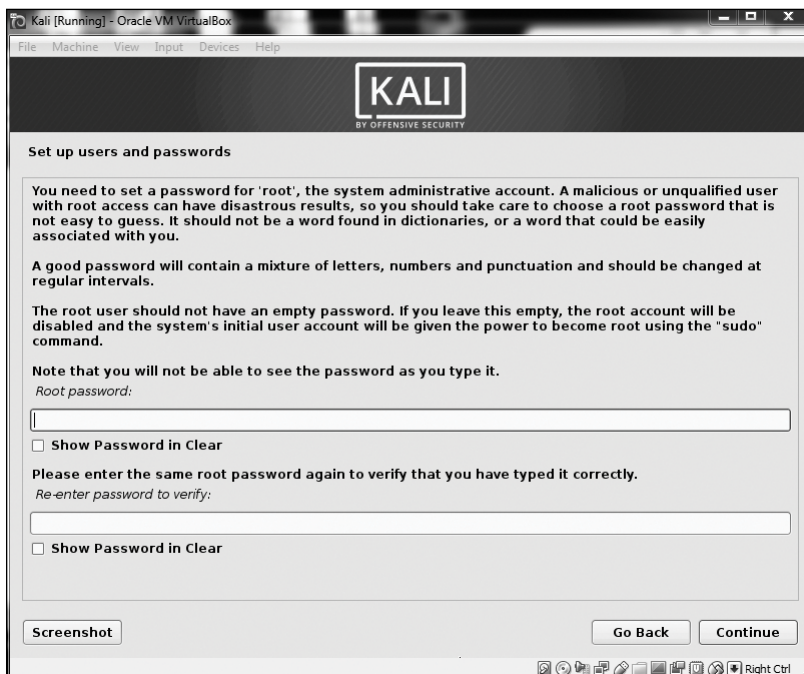 Kali [Running] - Oracle VM VirtualBox
File Machine View Input Devices Help
KALI
BY OFFENSIVE SECURITY
Set up users and passwords
You need to set a password for 'root', the system administrative account. A malicious or unqualified user
with root access can have disastrous results, so you should take care to choose a root password that is
not easy to guess. It should not be a word found in dictionaries, or a word that could be easily
associated with you.
A good password will contain a mixture of letters, numbers and punctuation and should be changed at
regular intervals.
The root user should not have an empty password. If you leave this empty, the root account will be
disabled and the system's initial user account will be given the power to become root using the "sudo"
command.
Note that you will not be able to see the password as you type it.
Root password:
Show Password in Clear
Please enter the same root password again to verify that you have typed it correctly.
Re-enter password to verify:
Show Password in Clear
Screenshot
Go Back
Continue
Right Ctrl